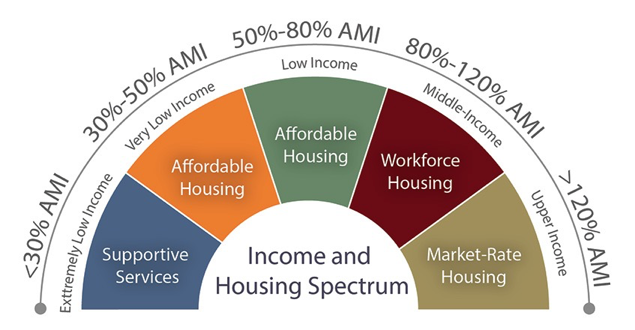 <30% AMI
30%-50% AMI
50%-80% AMI
80%-120% AMI
>120% AMI
Exttremely Low Income
Very Low Income
Low Income
Middle-Income
Upper Income
Supportive
Services
Affordable
Housing
Affordable
Housing
Workforce
Housing
Market-Rate
Housing
Income and
Housing Spectrum